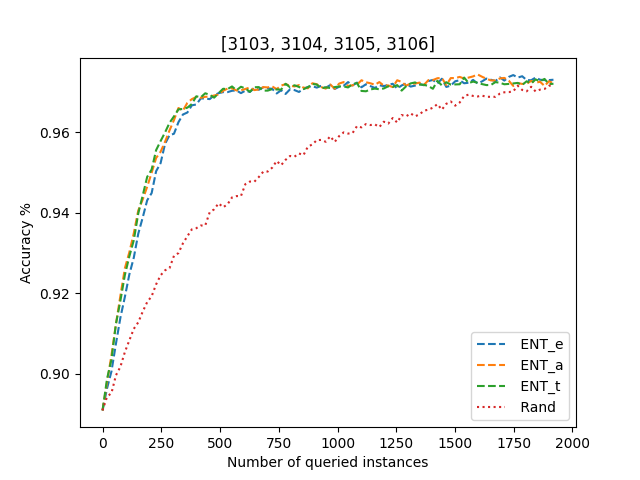 [3103, 3104, 3105, 3106]
Accuracy %
0.96
0.94
0.92
0.90
ENT_e
ENT_a
ENT_t
Rand
0 250 500 750 1000 1250 1500 1750 2000
Number of queried instances